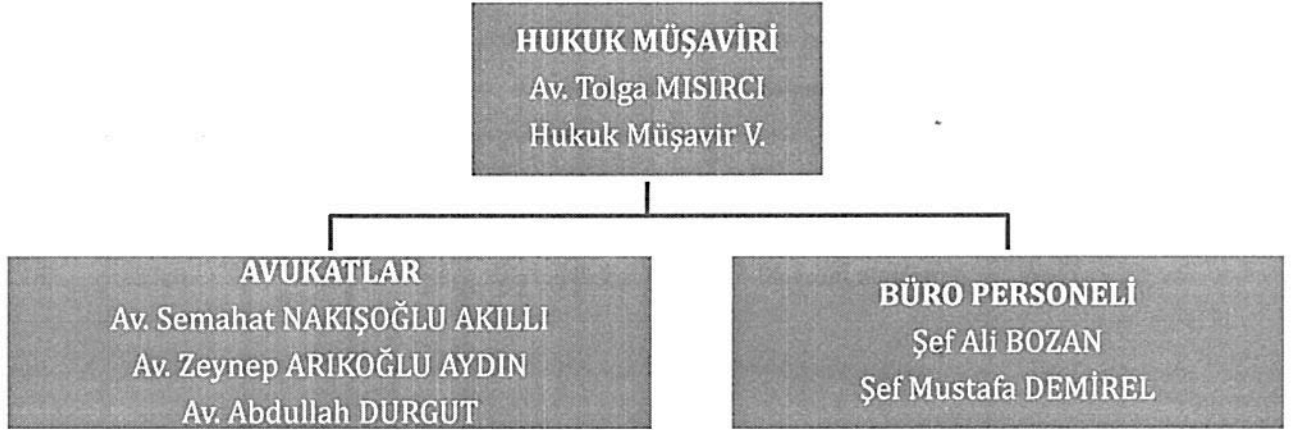 HUKUK MÜŞAVİRİ
Av. Tolga MISIRCI
Hukuk Müşavir V.
AVUKATLAR
Av. Semahat NAKIŞOĞLU AKILLI
Av. Zeynep ARIKOĞLU AYDIN
Av. Abdullah DURGUT
BÜRO PERSONELİ
Şef Ali BOZAN
Şef Mustafa DEMİREL